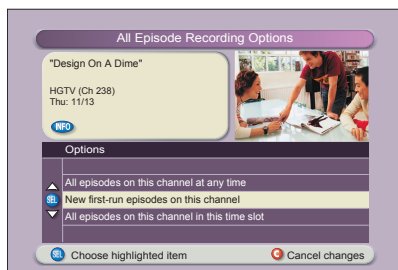 All Episode Recording Options
"Design On A Dime"
HGTV (Ch 238)
Thu: 11/13
INFO
Options
All episodes on this channel at any time
SEL
New first-run episodes on this channel
All episodes on this channel in this time slot
SEL Choose highlighted item
C Cancel changes